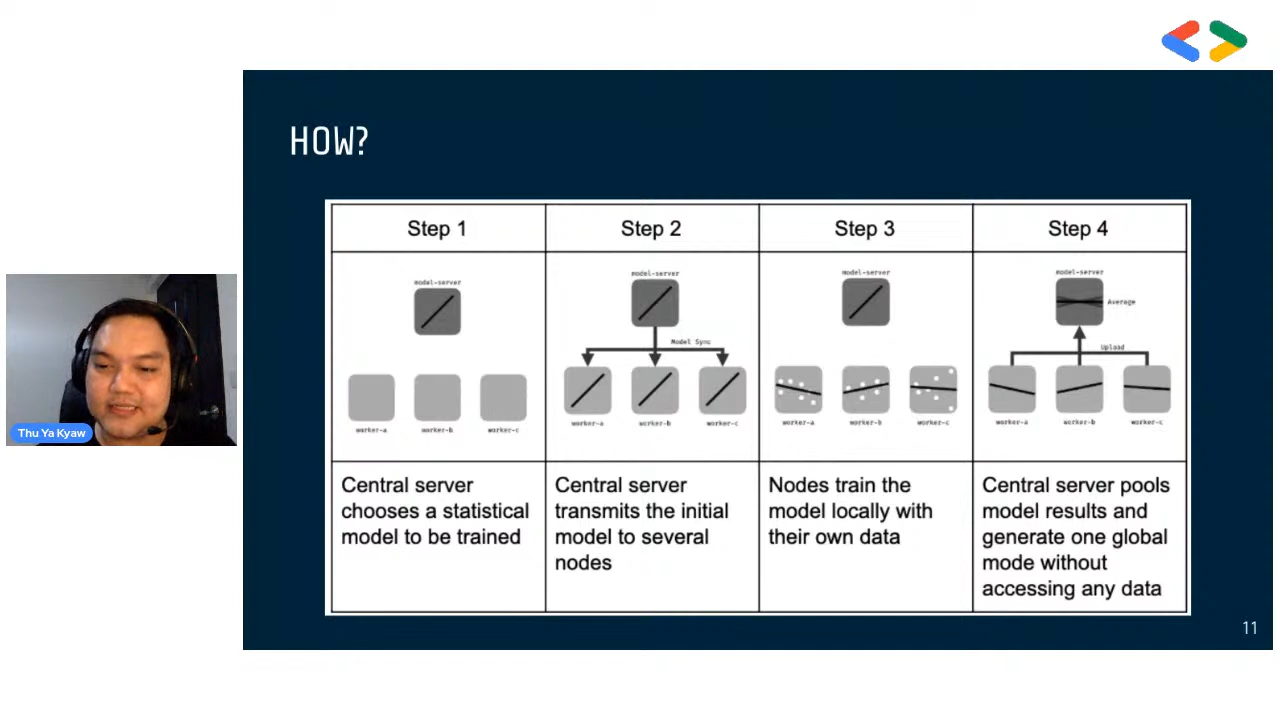 HOW?
Step 1
Step 2
Step 3
Step 4
model-server
worker-a
worker-b
worker-c
model-server
Model Sync
worker-a
worker-b
worker-c
model-server
worker-a
worker-b
worker-c
model-server
Average
Upload
worker-a
worker-b
worker-c
Central server
chooses a statistical
model to be trained
Central server
transmits the initial
model to several
nodes
Nodes train the
model locally with
their own data
Central server pools
model results and
generate one global
mode without
accessing any data
Thu Ya Kyaw
11